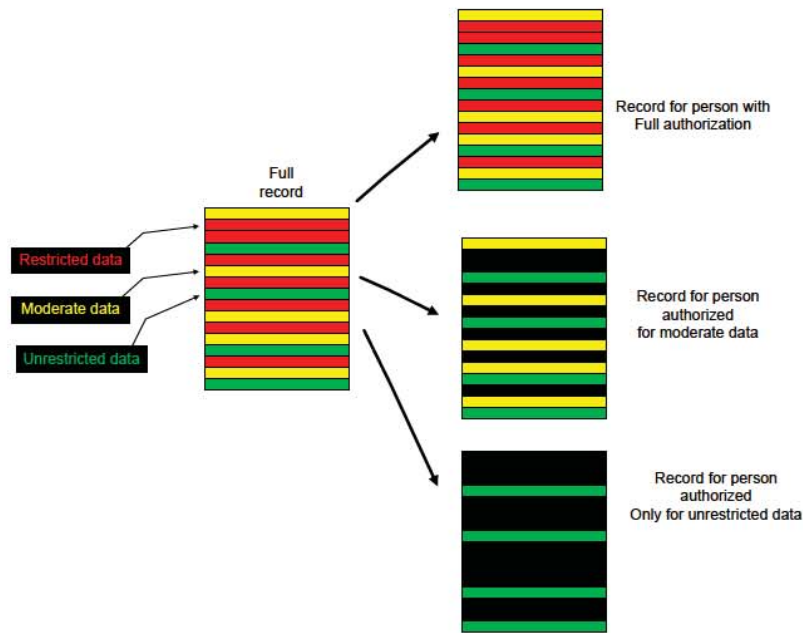 Full
record
Restricted data
Moderate data
Unrestricted data
Record for person with
Full authorization
Record for person
authorized
for moderate data
Record for person
authorized
Only for unrestricted data